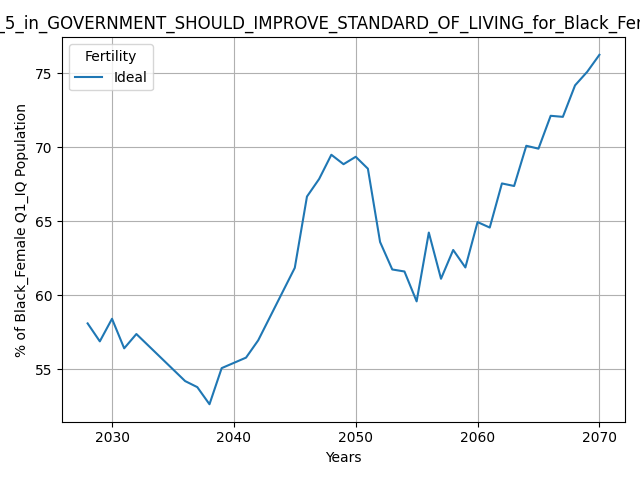 _5_in_GOVERNMENT_SHOULD_IMPROVE_STANDARD_OF_LIVING_for_Black_Fe
Fertility
Ideal
% of Black_Female Q1_IQ Population
75
70
65
60
55
2030
2040
2050
2060
2070
Years